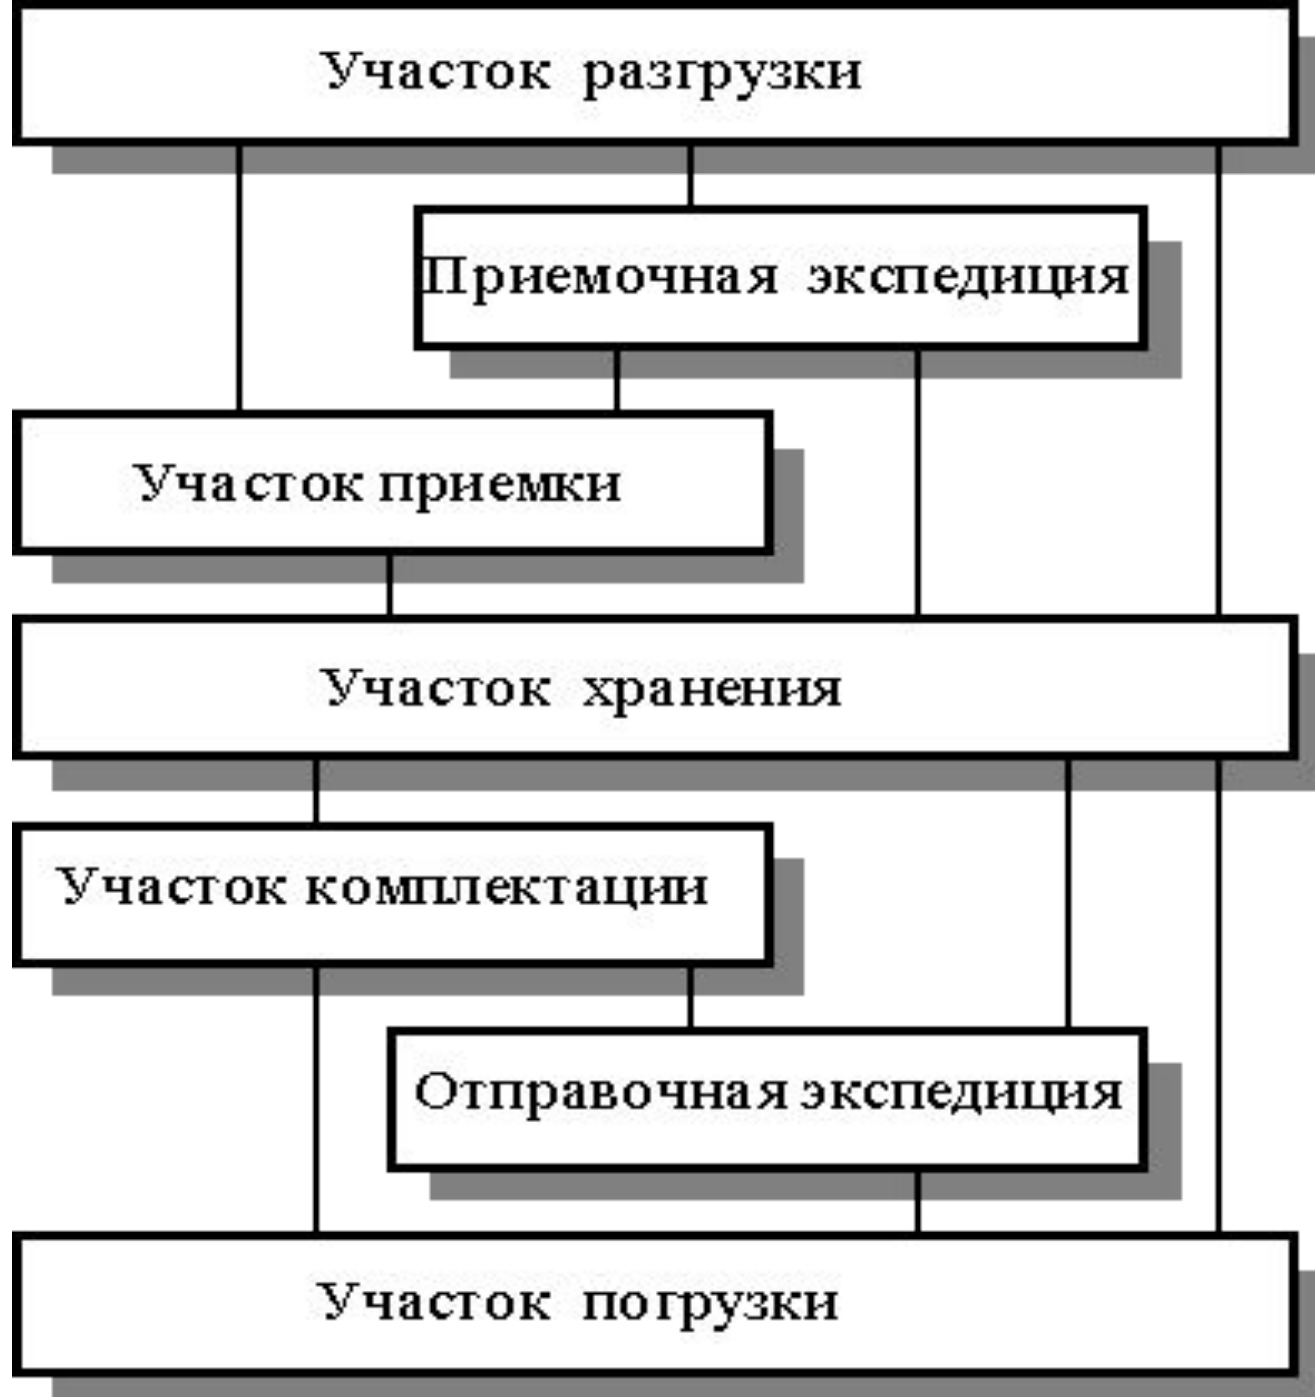 Участок разгрузки
Приемочная экспедиция
Участок приемки
Участок хранения
Участок комплектации
Отправочная экспедиция
Участок погрузки